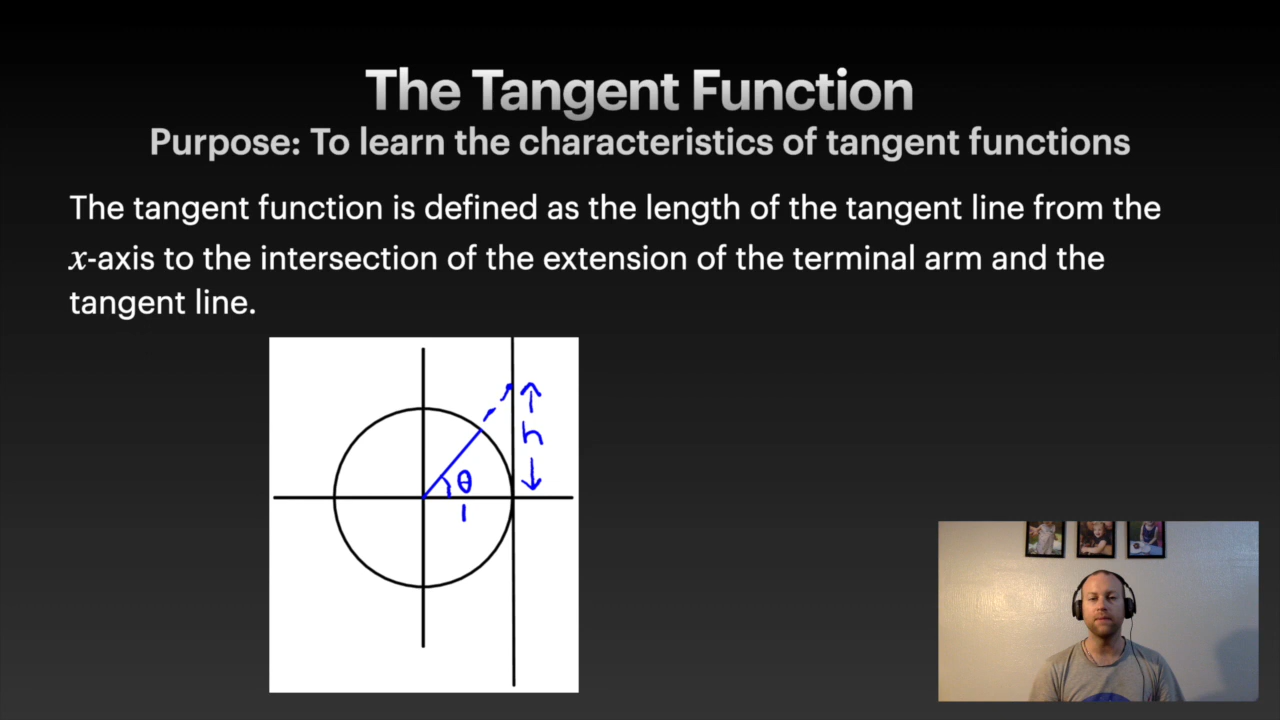 The Tangent Function
Purpose: To learn the characteristics of tangent functions
The tangent function is defined as the length of the tangent line from the
x-axis to the intersection of the extension of the terminal arm and the
tangent line.
h
θ
1